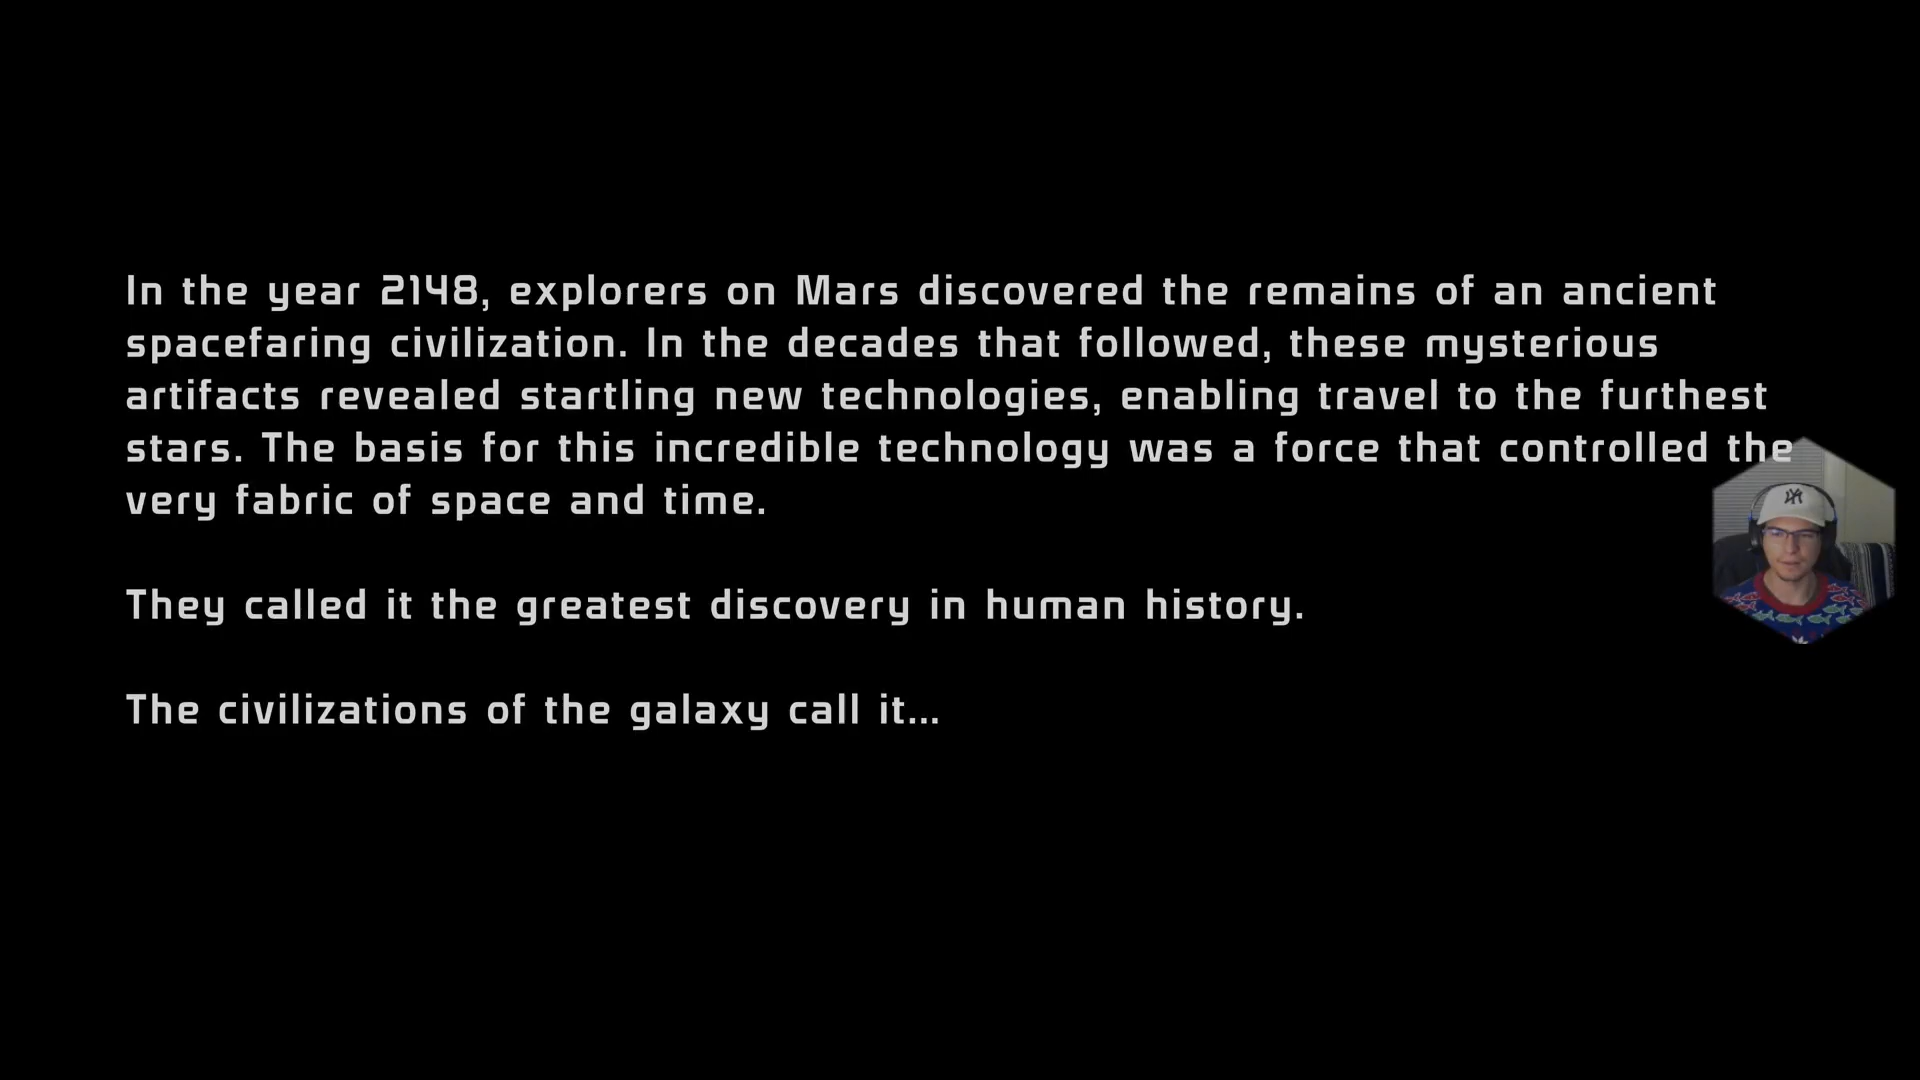 In the year 2148, explorers on Mars discovered the remains of an ancient
spacefaring civilization. In the decades that followed, these mysterious
artifacts revealed startling new technologies, enabling travel to the furthest
stars. The basis for this incredible technology was a force that controlled the
very fabric of space and time.
They called it the greatest discovery in human history.
The civilizations of the galaxy call it...